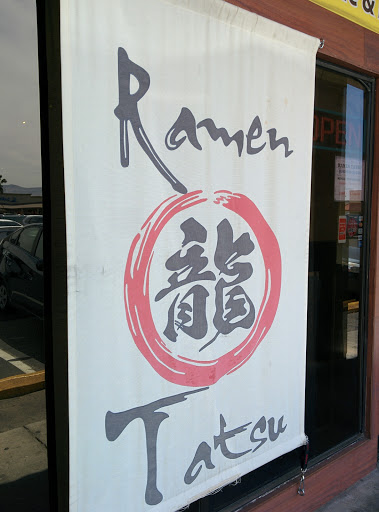 Ramen
龍
Tatsu
OPEN